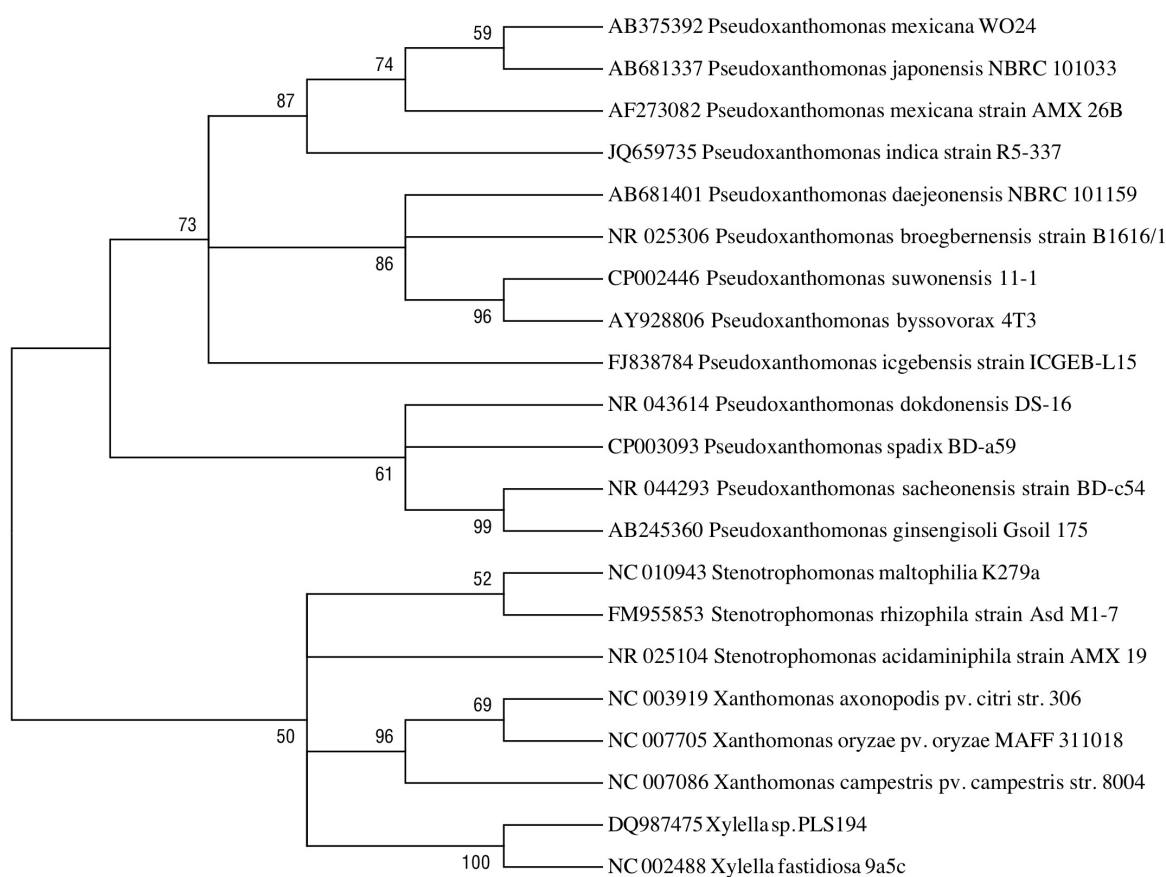 59
AB375392 Pseudoxanthomonas mexicana WO24
74
AB681337 Pseudoxanthomonas japonensis NBRC 101033
87
AF273082 Pseudoxanthomonas mexicana strain AMX 26B
JQ659735 Pseudoxanthomonas indica strain R5-337
AB681401 Pseudoxanthomonas daejeonensis NBRC 101159
73
NR 025306 Pseudoxanthomonas broegbernensis strain B1616/1
86
CP002446 Pseudoxanthomonas suwonensis 11-1
96
AY928806 Pseudoxanthomonas byssovorax 4T3
FJ838784 Pseudoxanthomonas icgebensis strain ICGEB-L15
NR 043614 Pseudoxanthomonas dokdonensis DS-16
CP003093 Pseudoxanthomonas spadix BD-a59
61
NR 044293 Pseudoxanthomonas sacheonensis strain BD-c54
99
AB245360 Pseudoxanthomonas ginsengisoli Gsoil 175
52
NC 010943 Stenotrophomonas maltophilia K279a
FM955853 Stenotrophomonas rhizophila strain Asd M1-7
NR 025104 Stenotrophomonas acidaminiphila strain AMX 19
69
NC 003919 Xanthomonas axonopodis pv. citri str. 306
50
96
NC 007705 Xanthomonas oryzae pv. oryzae MAFF 311018
NC 007086 Xanthomonas campestris pv. campestris str. 8004
DQ987475 Xylella sp. PLS194
100
NC 002488 Xylella fastidiosa 9a5c